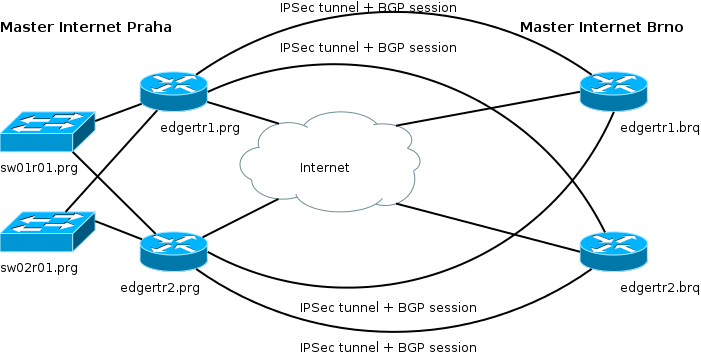 IPSec tunnel + BGP session
Master Internet Praha
Master Internet Brno
IPSec tunnel + BGP session
edgertr1.prg
edgertr1.brq
sw01r01.prg
Internet
sw02r01.prg
edgertr2.prg
edgertr2.brq
IPSec tunnel + BGP session
IPSec tunnel + BGP session